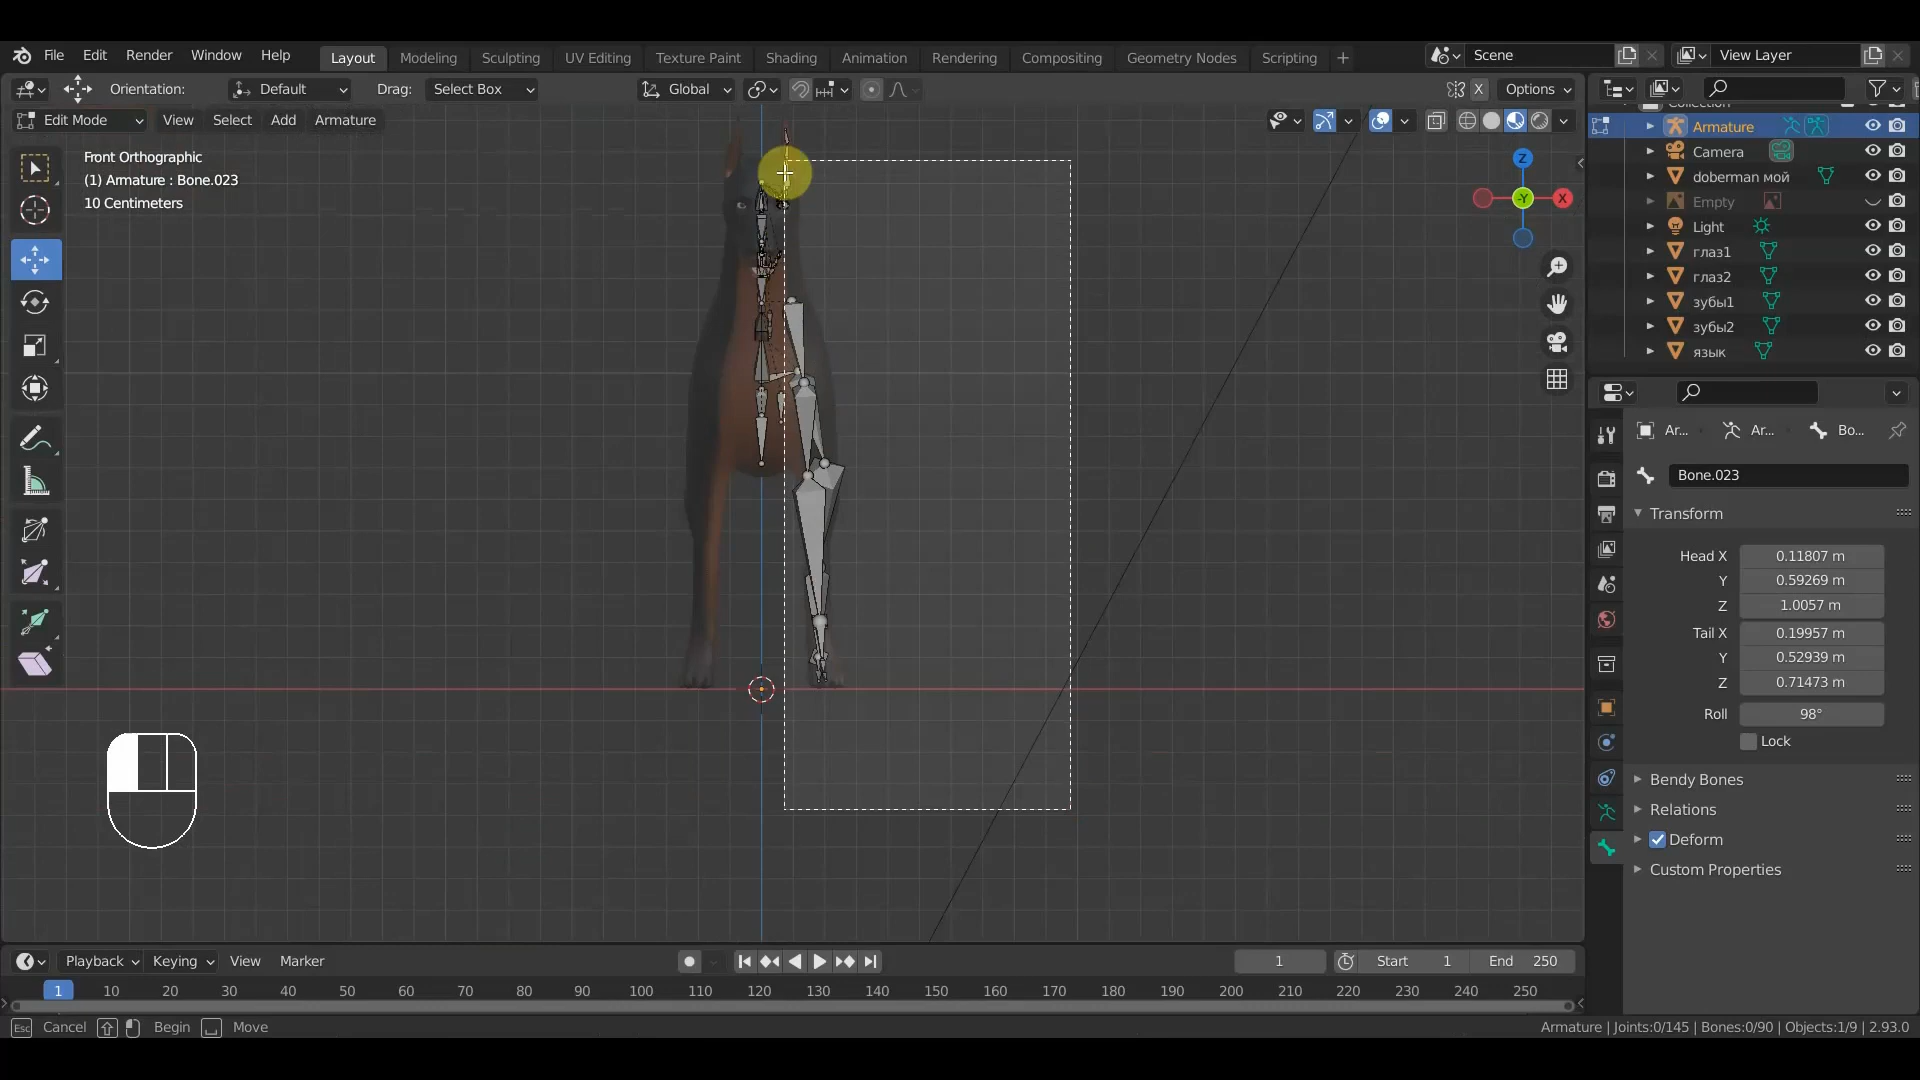 File Edit Render Window Help Layout Modeling Sculpting UV Editing Texture Paint Shading Animation Rendering Compositing Geometry Nodes Scripting + Scene View Layer
Orientation: Default Drag: Select Box Global X Options
Edit Mode View Select Add Armature
Front Orthographic
(1) Armature : Bone.023
10 Centimeters
Z
-Y
X
Collection
Armature
Camera
doberman мой
Empty
Light
глаз1
глаз2
зубы1
зубы2
язык
Ar... Ar... Bo...
Bone.023
Transform
Head X 0.11807 m
Y 0.59269 m
Z 1.0057 m
Tail X 0.19957 m
Y 0.52939 m
Z 0.71473 m
Roll 98°
Lock
Bendy Bones
Relations
Deform
Custom Properties
Playback Keying View Marker 1 Start 1 End 250
1 10 20 30 40 50 60 70 80 90 100 110 120 130 140 150 160 170 180 190 200 210 220 230 240 250
Esc Cancel Begin Move Armature | Joints:0/145 | Bones:0/90 | Objects:1/9 | 2.93.0